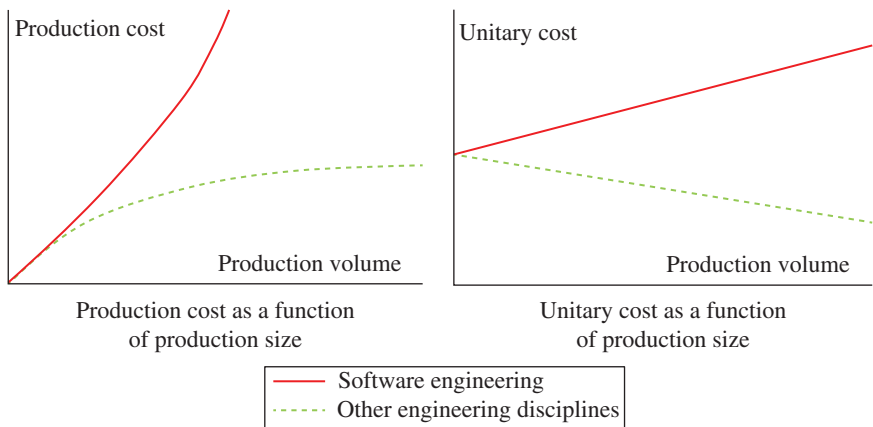 Production cost
Production volume
Production cost as a function
of production size
Unitary cost
Production volume
Unitary cost as a function
of production size
Software engineering
Other engineering disciplines